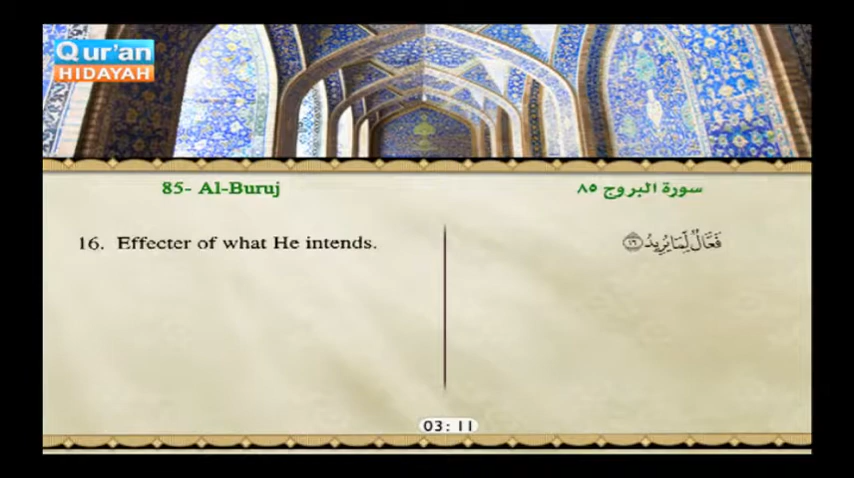 Qur'an
HIDAYAH
85- Al-Buruj
سورة البروج ٨٥
16. Effecter of what He intends.
فَعَّالٌ لِّمَا يُرِيدُ ١٦
03:11